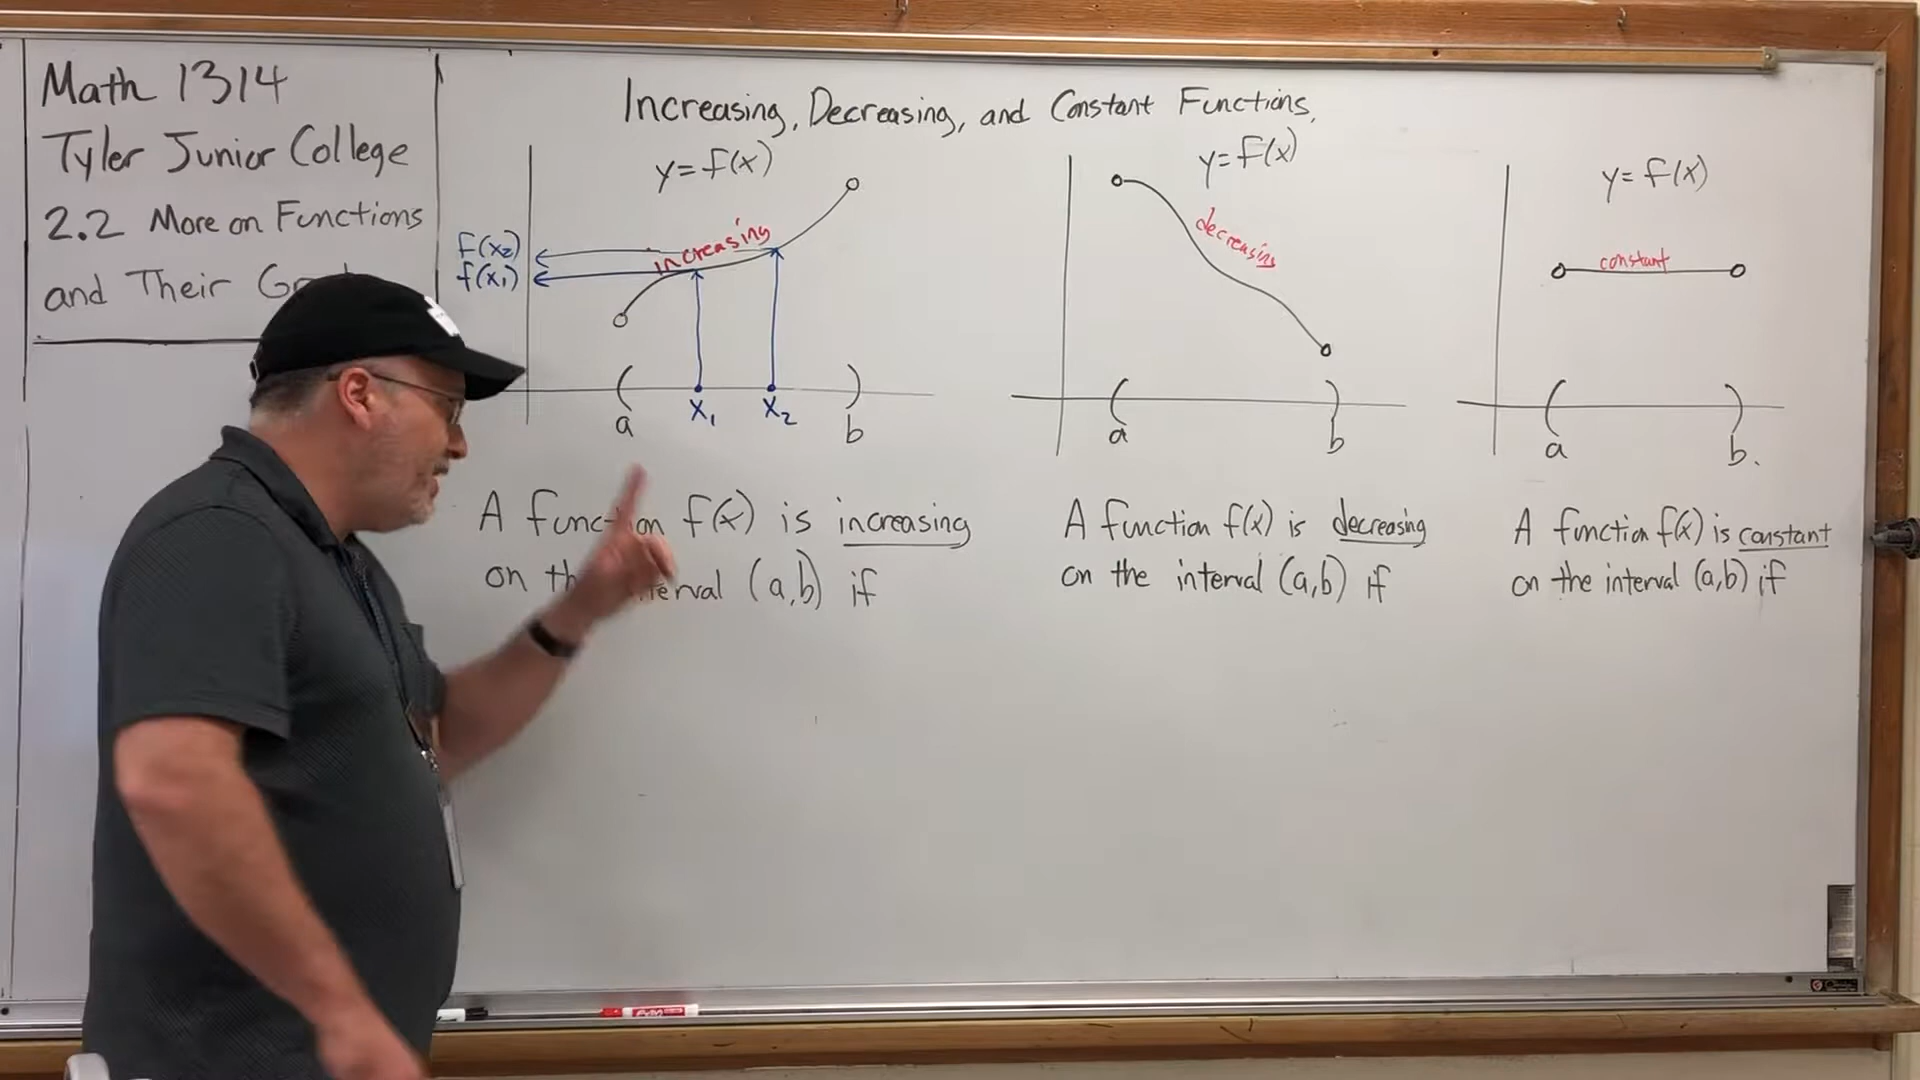 Math 1314
Tyler Junior College
2.2 More on Functions
and Their
Increasing, Decreasing, and Constant Functions.
y=f(x)
f(x2)
f(x1)
increasing
a
x1
x2
b
A function f(x) is increasing
on interval (a,b) if
y=f(x)
decreasing
a
b
A function f(x) is decreasing
on the interval (a,b) if
y=f(x)
constant
a
b.
A function f(x) is constant
on the interval (a,b) if